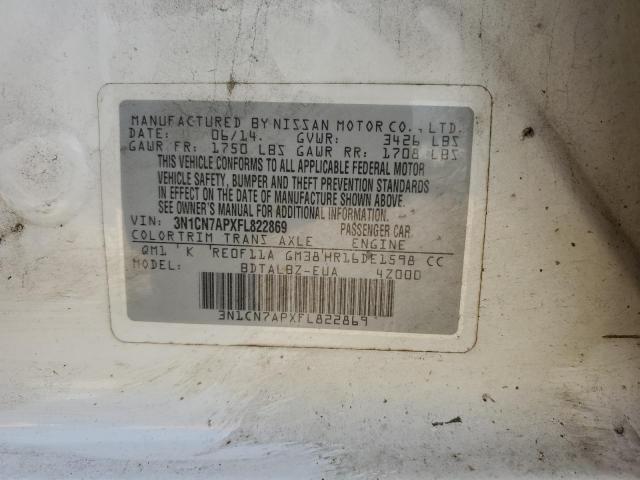 MANUFACTURED BY NISSAN MOTOR CO., LTD.
DATE: 06/14. GVWR: 3426 LBS
GAWR FR: 1750 LBS GAWR RR: 1708 LBS
THIS VEHICLE CONFORMS TO ALL APPLICABLE FEDERAL MOTOR
VEHICLE SAFETY, BUMPER AND THEFT PREVENTION STANDARDS
IN EFFECT ON THE DATE OF MANUFACTURE SHOWN ABOVE.
SEE OWNER'S MANUAL FOR ADDITIONAL INFORMATION.
VIN: 3N1CN7APXFL822869 PASSENGER CAR
COLOR TRIM TRANS AXLE ENGINE
QM1 K RE0F11A GM38 HR16DE 1598 CC
MODEL: BDTALBZ-EUA 4Z000
3N1CN7APXFL822869